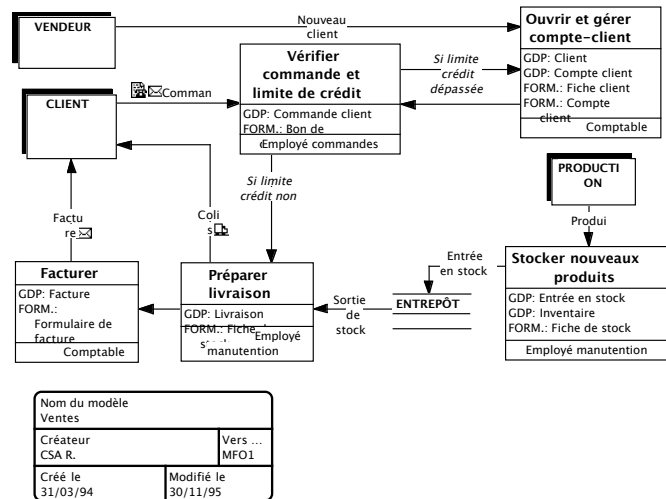 VENDEUR
Nouveau
client
Ouvrir et gérer
compte-client
GDP: Client
GDP: Compte client
FORM.: Fiche client
FORM.: Compte
client
Comptable
Vérifier
commande et
limite de crédit
GDP: Commande client
FORM.: Bon de
Employé commandes
Si limite
crédit
dépassée
CLIENT
Comman
PRODUCTI
ON
Produi
Si limite
crédit non
Factu
re
Coli
s
Facturer
GDP: Facture
FORM.:
Formulaire de
facture
Comptable
Préparer
livraison
GDP: Livraison
FORM.: Fiche
Employé
manutention
Sortie
de
stock
ENTREPÔT
Entrée
en stock
Stocker nouveaux
produits
GDP: Entrée en stock
GDP: Inventaire
FORM.: Fiche de stock
Employé manutention
Nom du modèle
Ventes
Créateur
CSA R.
Vers ...
MFO1
Créé le
31/03/94
Modifié le
30/11/95